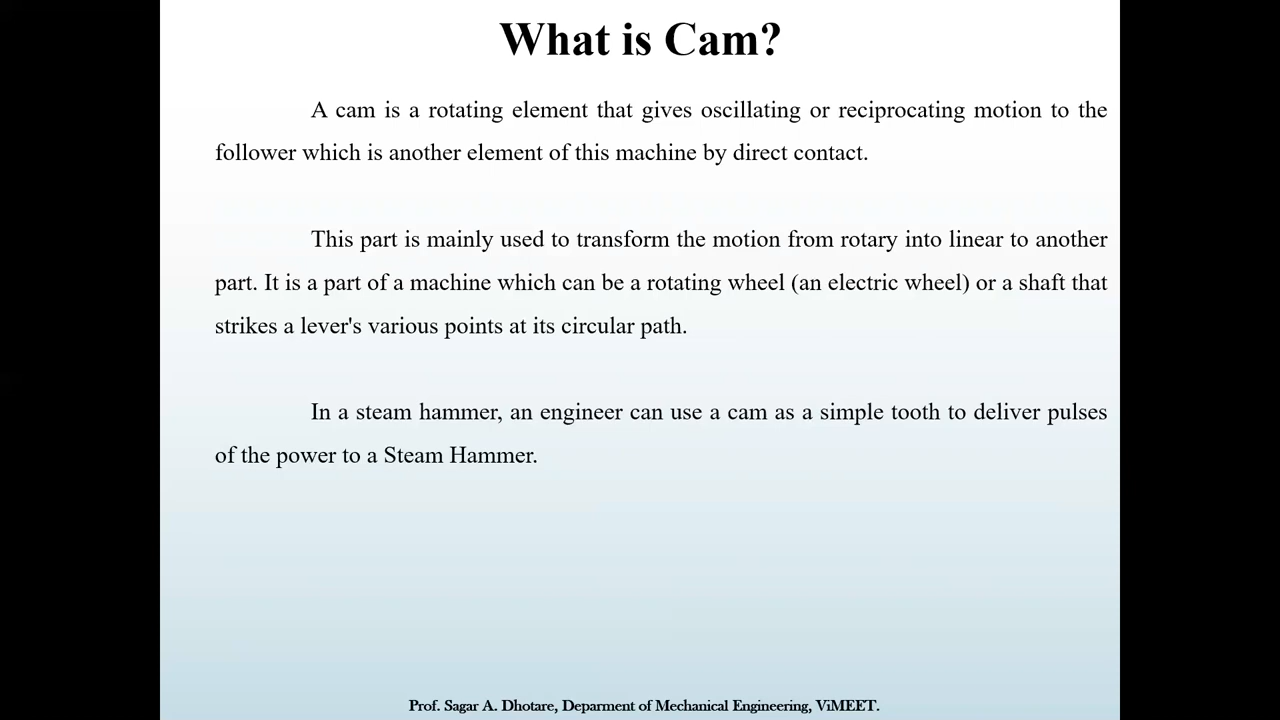 What is Cam?
A cam is a rotating element that gives oscillating or reciprocating motion to the
follower which is another element of this machine by direct contact.
This part is mainly used to transform the motion from rotary into linear to another
part. It is a part of a machine which can be a rotating wheel (an electric wheel) or a shaft that
strikes a lever's various points at its circular path.
In a steam hammer, an engineer can use a cam as a simple tooth to deliver pulses
of the power to a Steam Hammer.
Prof. Sagar A. Dhotare, Deparment of Mechanical Engineering, ViMEET.